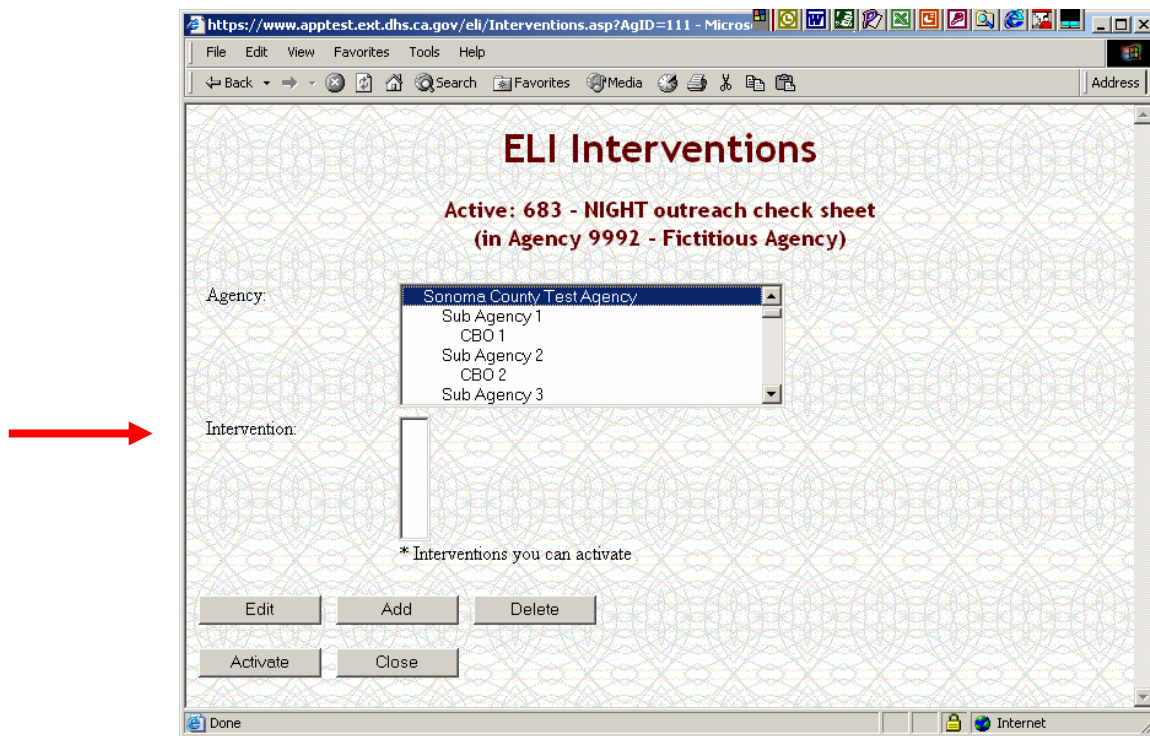 https://www.apptest.ext.dhs.ca.gov/eli/Interventions.asp?AgID=111 - Micros
File Edit View Favorites Tools Help
Back Search Favorites Media Address
ELI Interventions
Active: 683 - NIGHT outreach check sheet
(in Agency 9992 - Fictitious Agency)
Agency:
Sonoma County Test Agency
Sub Agency 1
CBO 1
Sub Agency 2
CBO 2
Sub Agency 3
Intervention:
* Interventions you can activate
Edit Add Delete
Activate Close
Done Internet